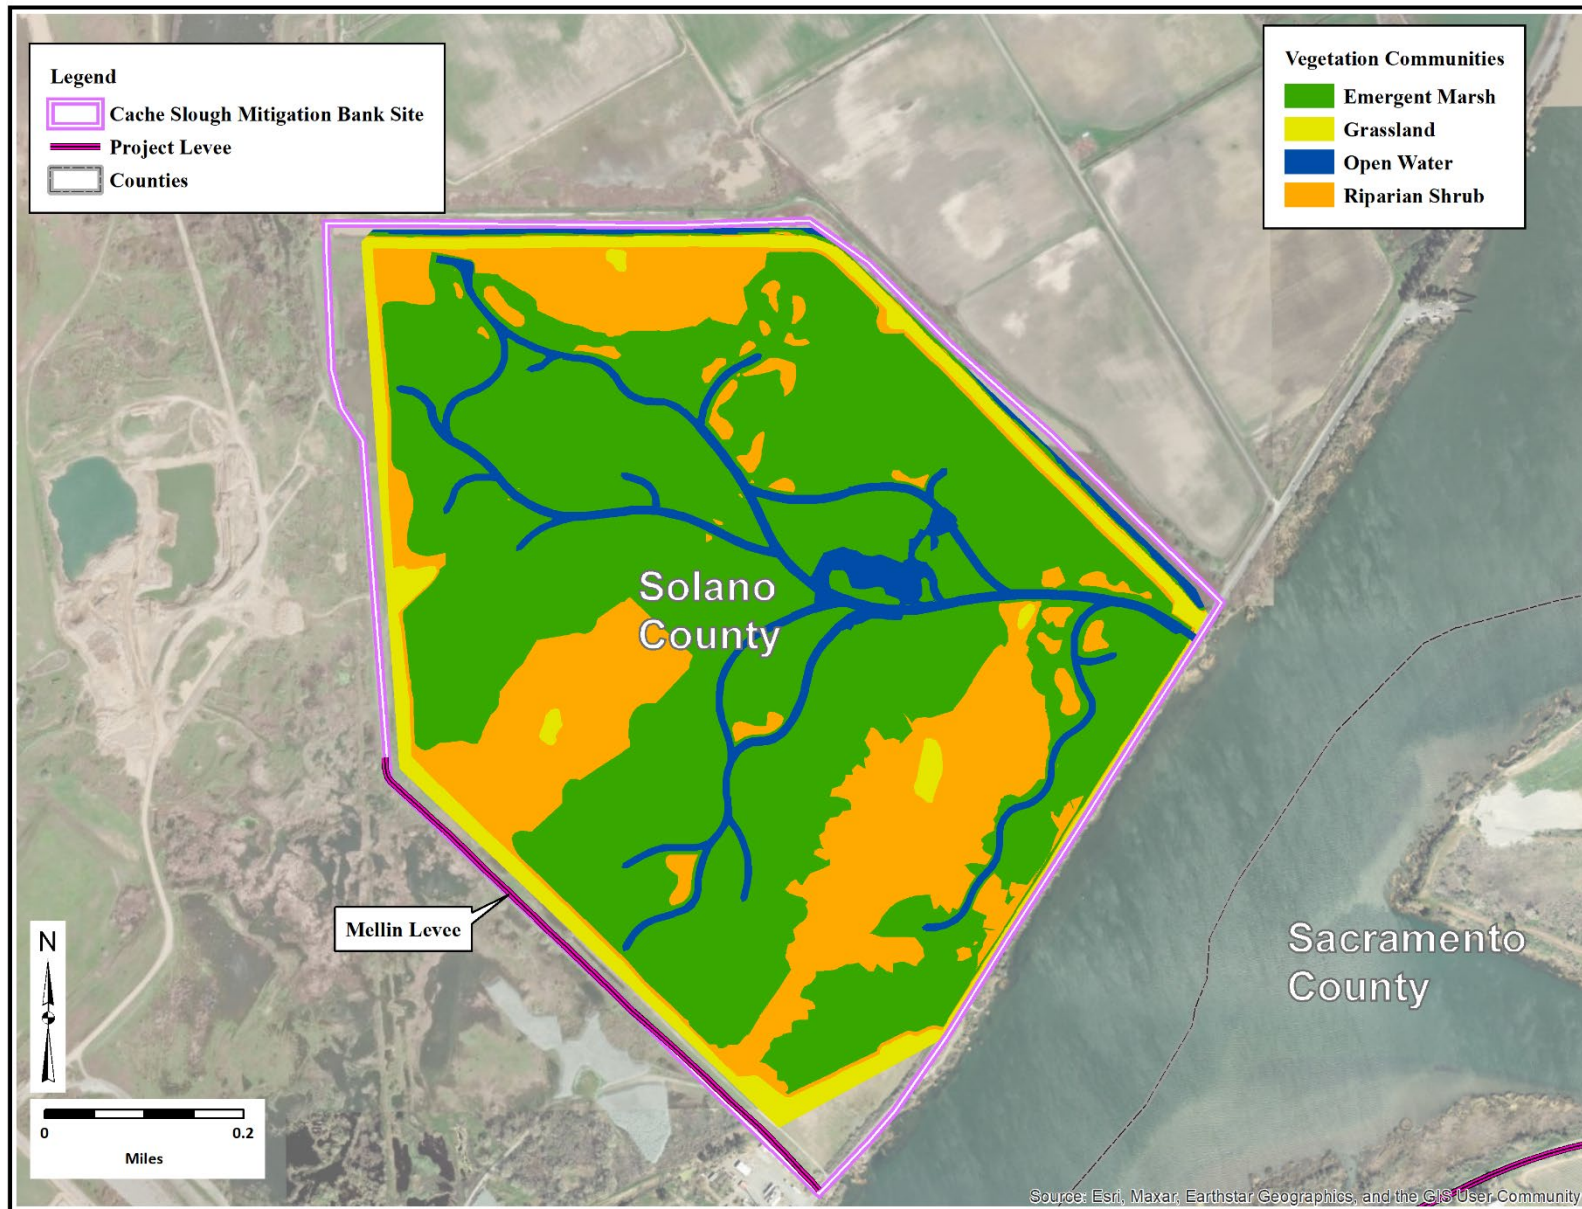 Legend
Cache Slough Mitigation Bank Site
Project Levee
Counties
Vegetation Communities
Emergent Marsh
Grassland
Open Water
Riparian Shrub
Solano
County
Mellin Levee
Sacramento
County
N
0 0.2
Miles
Source: Esri, Maxar, Earthstar Geographics, and the GIS User Community